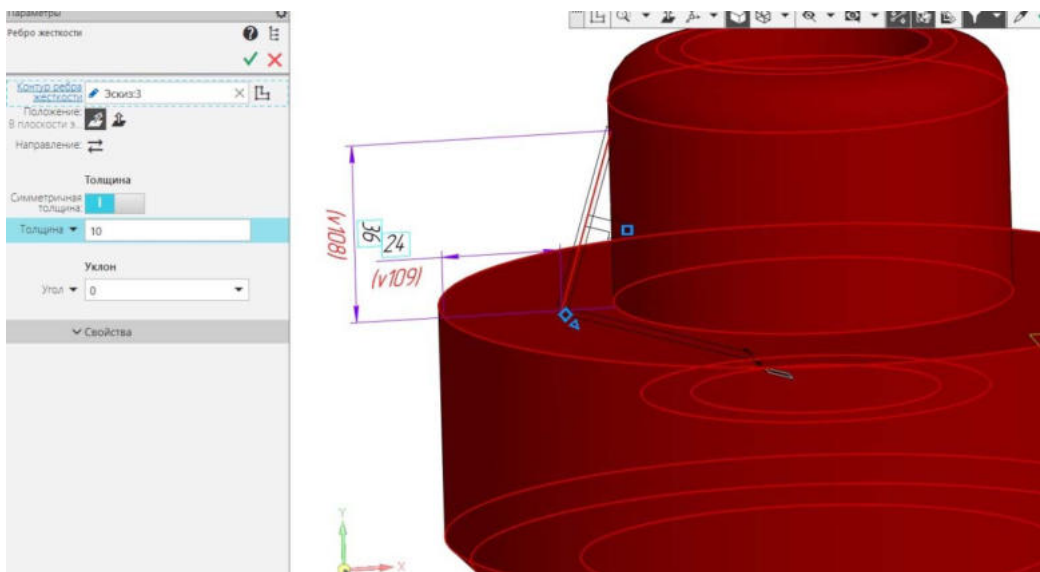 Параметры
Ребро жесткости
Контур ребра
жесткости
Эскиз:3
Положение:
В плоскости э...
Направление:
Толщина
Симметричная
толщина:
Толщина
10
Уклон
Угол
0
Свойства
36
(v108)
24
(v109)
Y
X